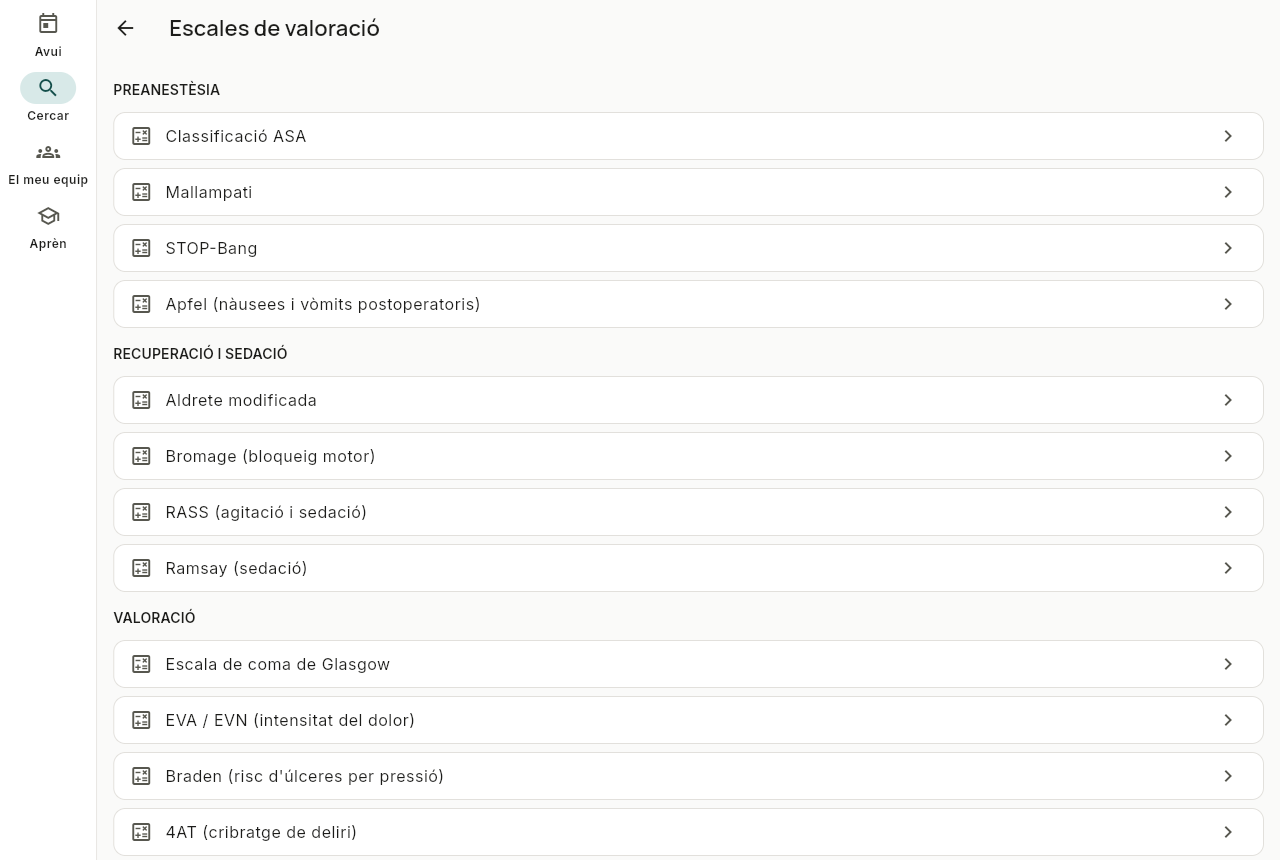 Avui
Cercar
El meu equip
Aprèn
Escales de valoració
PREANESTÈSIA
Classificació ASA
Mallampati
STOP-Bang
Apfel (nàusees i vòmits postoperatoris)
RECUPERACIÓ I SEDACIÓ
Aldrete modificada
Bromage (bloqueig motor)
RASS (agitació i sedació)
Ramsay (sedació)
VALORACIÓ
Escala de coma de Glasgow
EVA / EVN (intensitat del dolor)
Braden (risc d'úlceres per pressió)
4AT (cribratge de deliri)